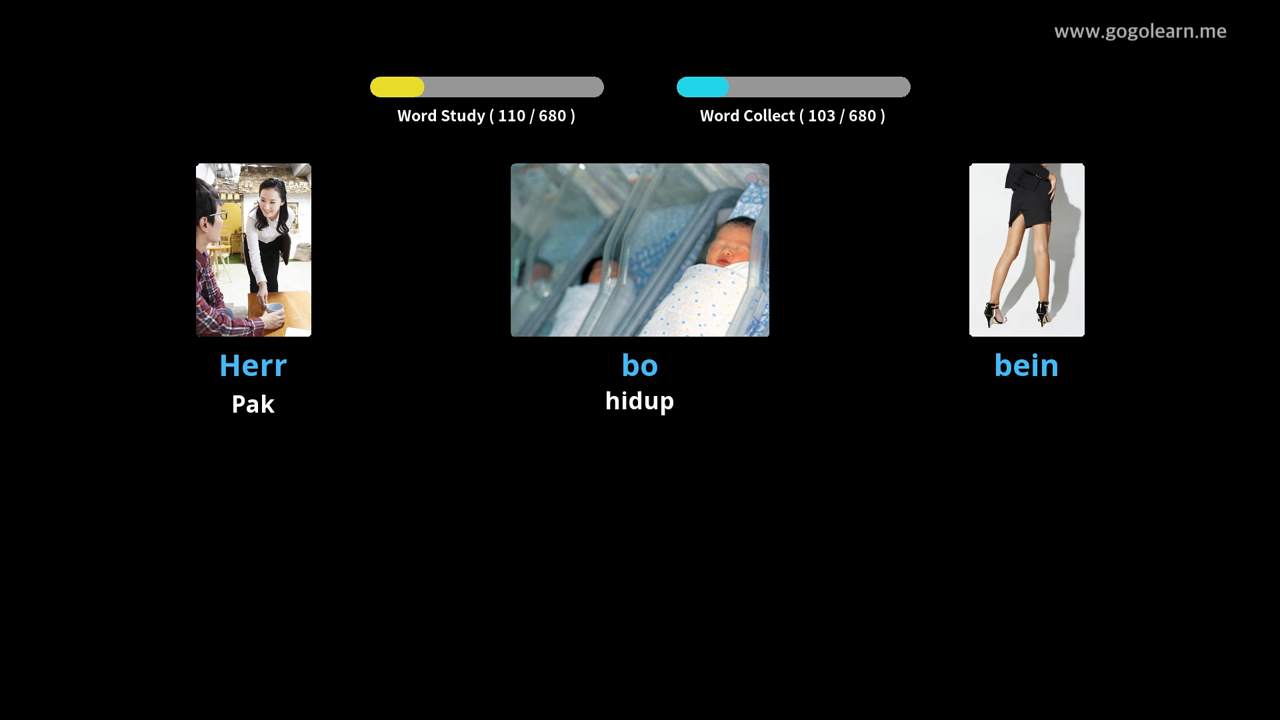 www.gogolearn.me
Word Study ( 110 / 680 )
Word Collect ( 103 / 680 )
Herr
Pak
bo
hidup
bein